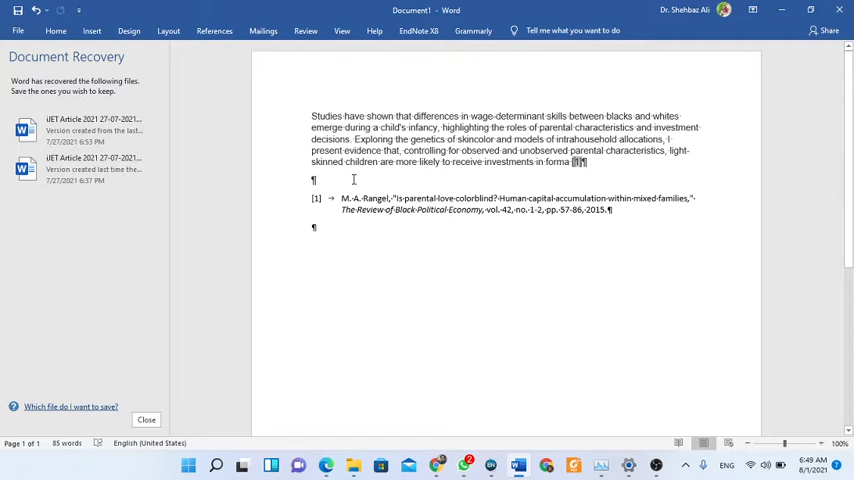 Document1 - Word
Dr. Shehbaz Ali
File Home Insert Draw Design Layout References Mailings Review View Help EndNote X8 Grammarly Tell me what you want to do Share
Document Recovery
Word has recovered the following files.
Save the ones you wish to keep.
iJET Article 2021 27-07-2021...
Version created from the last...
7/27/2021 6:53 PM
iJET Article 2021 27-07-2021...
Version created last time the...
7/27/2021 6:37 PM
Which file do I want to save?
Close
Studies have shown that differences in wage-determinant skills between blacks and whites
emerge during a child's infancy, highlighting the roles of parental characteristics and investment
decisions. Exploring the genetics of skincolor and models of intrahousehold allocations, I
present evidence that, controlling for observed and unobserved parental characteristics, light-
skinned children are more likely to receive investments in forma [1]¶
¶
[1] → M. A. Rangel, "Is parental love colorblind? Human capital accumulation within mixed families,"
The Review of Black Political Economy, vol. 42, no. 1-2, pp. 57-86, 2015.¶
¶
Page 1 of 1 85 words English (United States) 100%
2
ENG
6:49 AM
8/1/2021